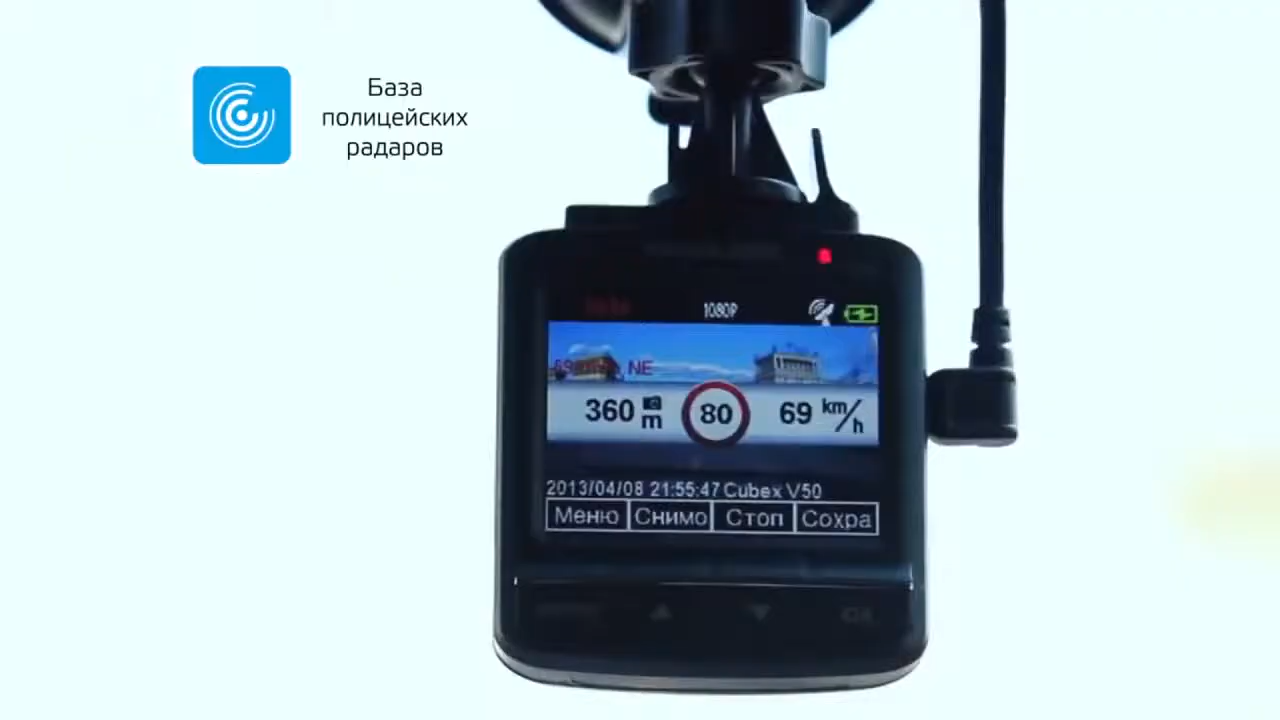 База
полицейских
радаров
1080P
NE
360 m 80 69 km/h
2013/04/08 21:55:47 Cubex V50
Меню Снимо Стоп Сохра